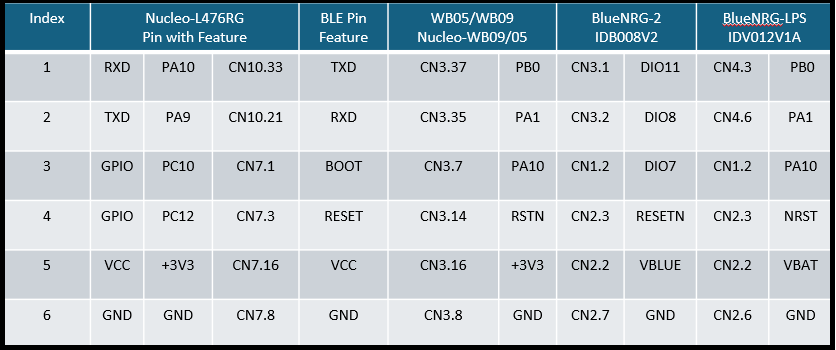 Index Nucleo-L476RG Pin with Feature BLE Pin Feature WB05/WB09 Nucleo-WB09/05 BlueNRG-2 IDB008V2 BlueNRG-LPS IDV012V1A
1 RXD PA10 CN10.33 TXD CN3.37 PB0 CN3.1 DIO11 CN4.3 PB0
2 TXD PA9 CN10.21 RXD CN3.35 PA1 CN3.2 DIO8 CN4.6 PA1
3 GPIO PC10 CN7.1 BOOT CN3.7 PA10 CN1.2 DIO7 CN1.2 PA10
4 GPIO PC12 CN7.3 RESET CN3.14 RSTN CN2.3 RESETN CN2.3 NRST
5 VCC +3V3 CN7.16 VCC CN3.16 +3V3 CN2.2 VBLUE CN2.2 VBAT
6 GND GND CN7.8 GND CN3.8 GND CN2.7 GND CN2.6 GND